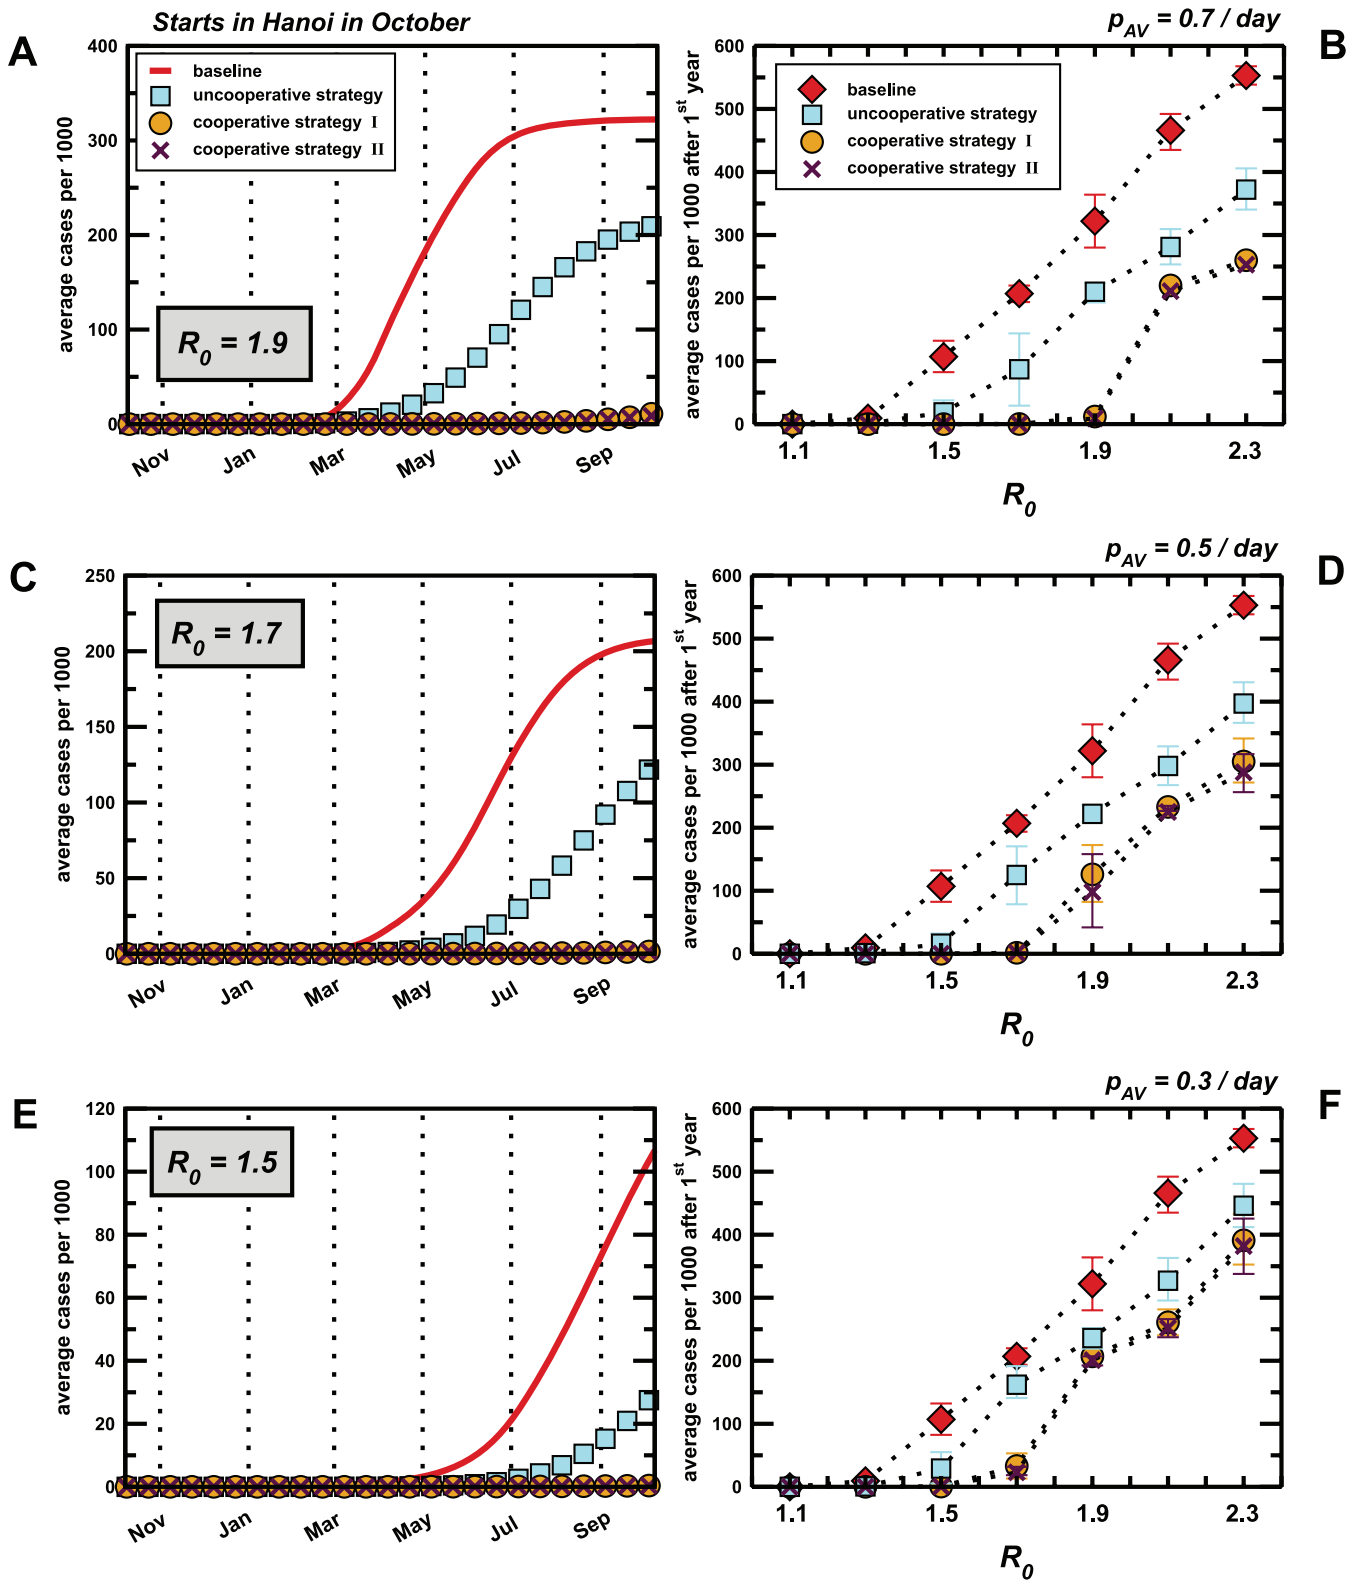 Starts in Hanoi in October
A
400
300
200
100
0
average cases per 1000
baseline
uncooperative strategy
cooperative strategy I
cooperative strategy II
R0 = 1.9
Nov Jan Mar May Jul Sep
pAV = 0.7 / day
B
600
500
400
300
200
100
0
average cases per 1000 after 1st year
baseline
uncooperative strategy
cooperative strategy I
cooperative strategy II
1.1 1.5 1.9 2.3
R0
C
250
200
150
100
50
0
average cases per 1000
R0 = 1.7
Nov Jan Mar May Jul Sep
pAV = 0.5 / day
D
600
500
400
300
200
100
0
average cases per 1000 after 1st year
1.1 1.5 1.9 2.3
R0
E
120
100
80
60
40
20
0
average cases per 1000
R0 = 1.5
Nov Jan Mar May Jul Sep
pAV = 0.3 / day
F
600
500
400
300
200
100
0
average cases per 1000 after 1st year
1.1 1.5 1.9 2.3
R0